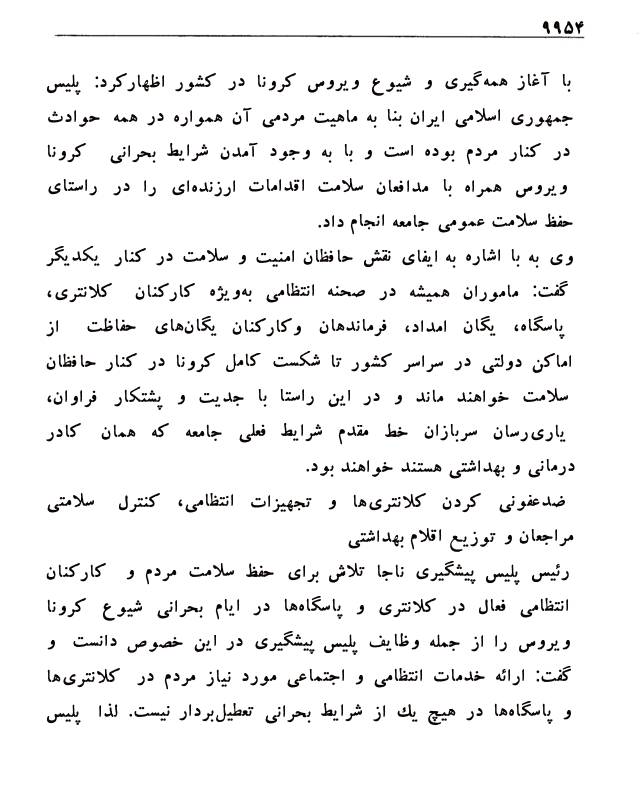 ۹۹۵۴
با آغاز همه‌گیری و شیوع ویروس کرونا در کشور اظهارکرد: پلیس
جمهوری اسلامی ایران بنا به ماهیت مردمی آن همواره در همه حوادث
در کنار مردم بوده است و با به وجود آمدن شرایط بحرانی کرونا
ویروس همراه با مدافعان سلامت اقدامات ارزنده‌ای را در راستای
حفظ سلامت عمومی جامعه انجام داد.
وی به با اشاره به ایفای نقش حافظان امنیت و سلامت در کنار یکدیگر
گفت: ماموران همیشه در صحنه انتظامی به‌ویژه کارکنان کلانتری،
پاسگاه، یگان امداد، فرماندهان وکارکنان یگان‌های حفاظت از
اماکن دولتی در سراسر کشور تا شکست کامل کرونا در کنار حافظان
سلامت خواهند ماند و در این راستا با جدیت و پشتکار فراوان،
یاری‌رسان سربازان خط مقدم شرایط فعلی جامعه که همان کادر
درمانی و بهداشتی هستند خواهند بود.
ضدعفونی کردن کلانتری‌ها و تجهیزات انتظامی، کنترل سلامتی
مراجعان و توزیع اقلام بهداشتی
رئیس پلیس پیشگیری ناجا تلاش برای حفظ سلامت مردم و کارکنان
انتظامی فعال در کلانتری و پاسگاه‌ها در ایام بحرانی شیوع کرونا
ویروس را از جمله وظایف پلیس پیشگیری در این خصوص دانست و
گفت: ارائه خدمات انتظامی و اجتماعی مورد نیاز مردم در کلانتری‌ها
و پاسگاه‌ها در هیچ یك از شرایط بحرانی تعطیل‌بردار نیست. لذا پلیس